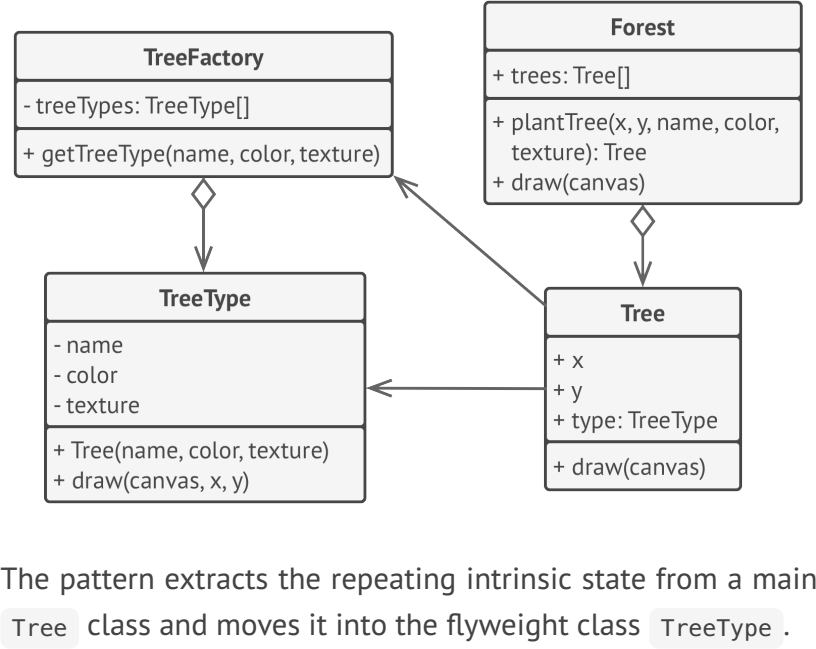 TreeFactory
- treeTypes: TreeType[]
+ getTreeType(name, color, texture)
Forest
+ trees: Tree[]
+ plantTree(x, y, name, color,
texture): Tree
+ draw(canvas)
TreeType
- name
- color
- texture
+ Tree(name, color, texture)
+ draw(canvas, x, y)
Tree
+ x
+ y
+ type: TreeType
+ draw(canvas)
The pattern extracts the repeating intrinsic state from a main
Tree class and moves it into the flyweight class TreeType.